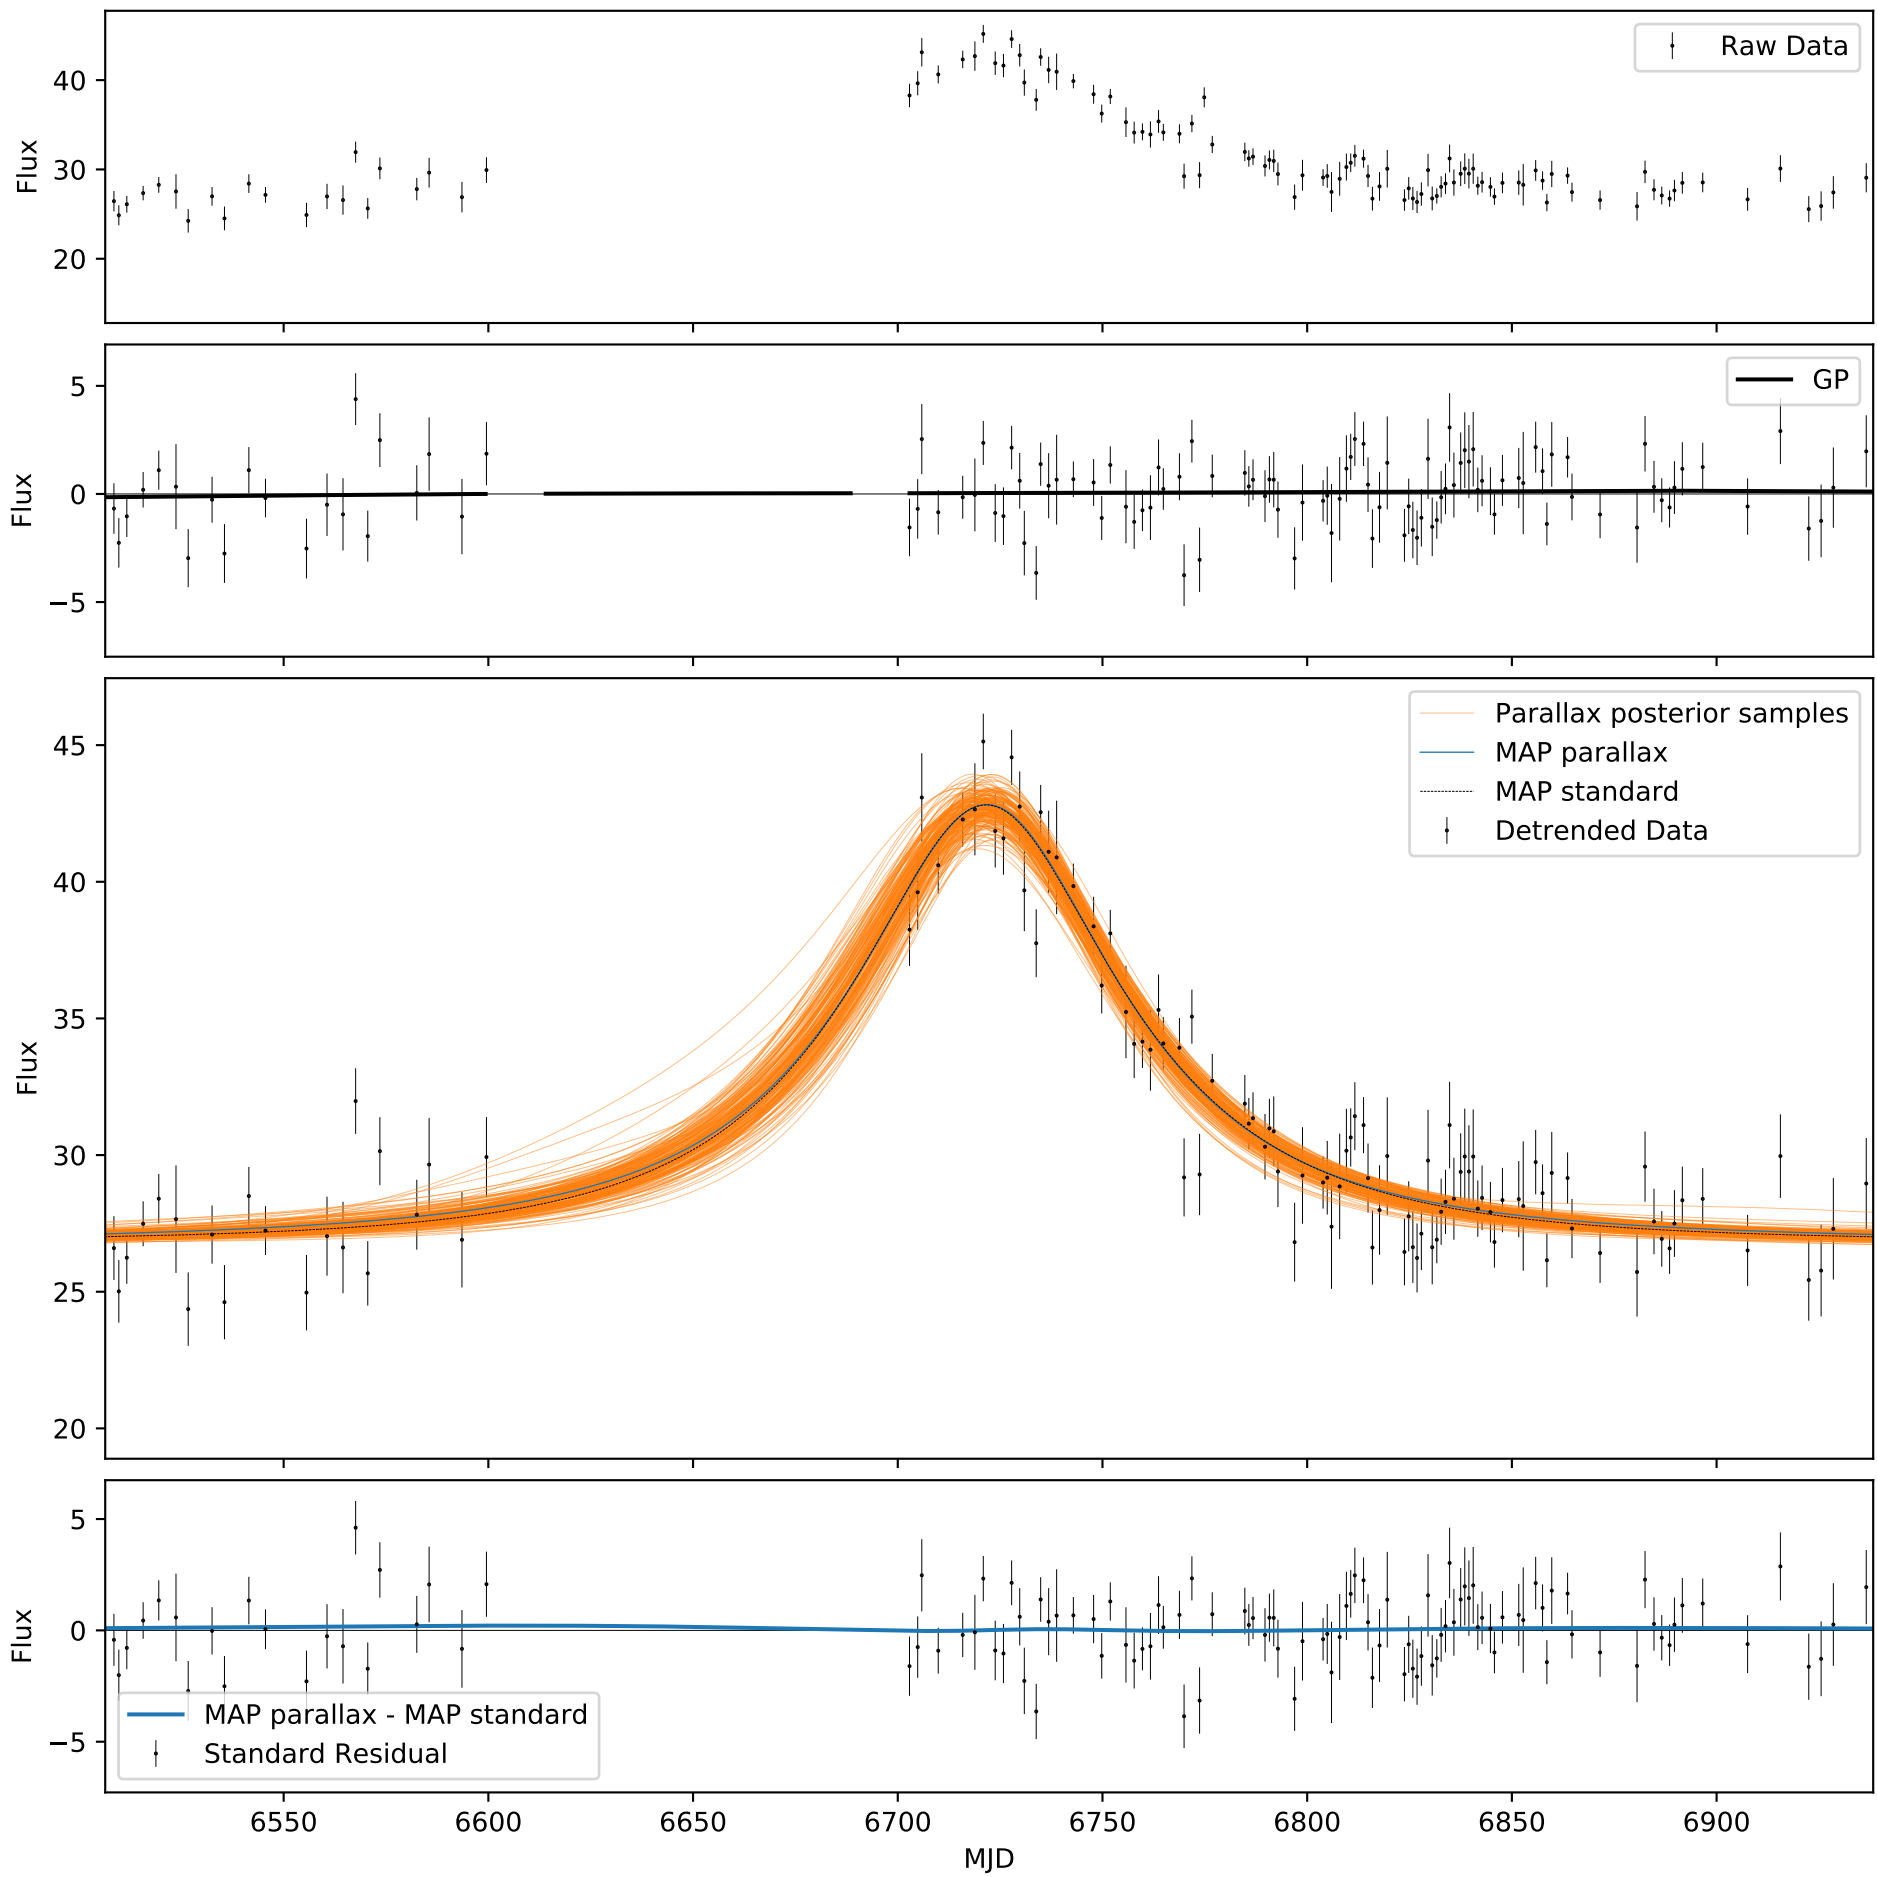 Flux
40
30
20
Raw Data
Flux
5
0
−5
GP
Flux
45
40
35
30
25
20
Parallax posterior samples
MAP parallax
MAP standard
Detrended Data
Flux
5
0
−5
MAP parallax - MAP standard
Standard Residual
6550 6600 6650 6700 6750 6800 6850 6900
MJD